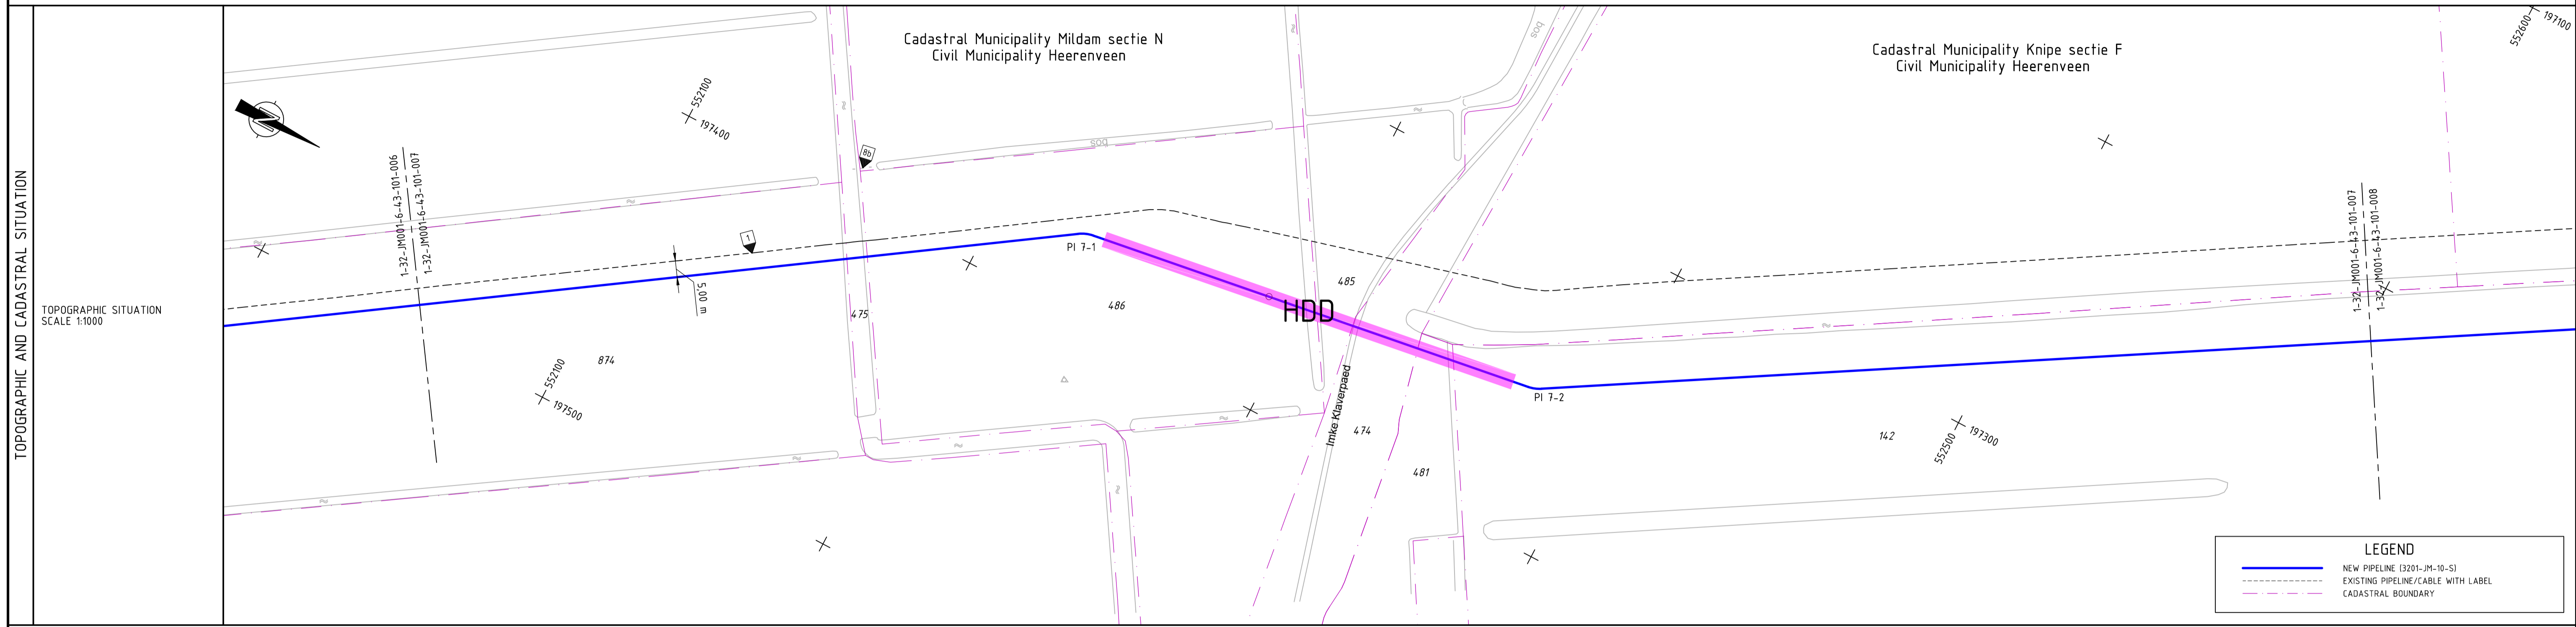 TOPOGRAPHIC AND CADASTRAL SITUATION
TOPOGRAPHIC SITUATION
SCALE 1:1000
Cadastral Municipality Mildam sectie N
Civil Municipality Heerenveen
Cadastral Municipality Knipe sectie F
Civil Municipality Heerenveen
bos
552600
197100
N
552100
197400
8b
bos
1-32-JM001-6-43-101-006
1-32-JM001-6-43-101-007
1
PI 7-1
5,00 m
475
486
485
HDD
1-32-JM001-6-43-101-007
1-32-JM001-6-43-101-008
874
552100
197500
Imke Klaverpaed
PI 7-2
474
481
142
552500
197300
LEGEND
NEW PIPELINE (3201-JM-10-S)
EXISTING PIPELINE/CABLE WITH LABEL
CADASTRAL BOUNDARY